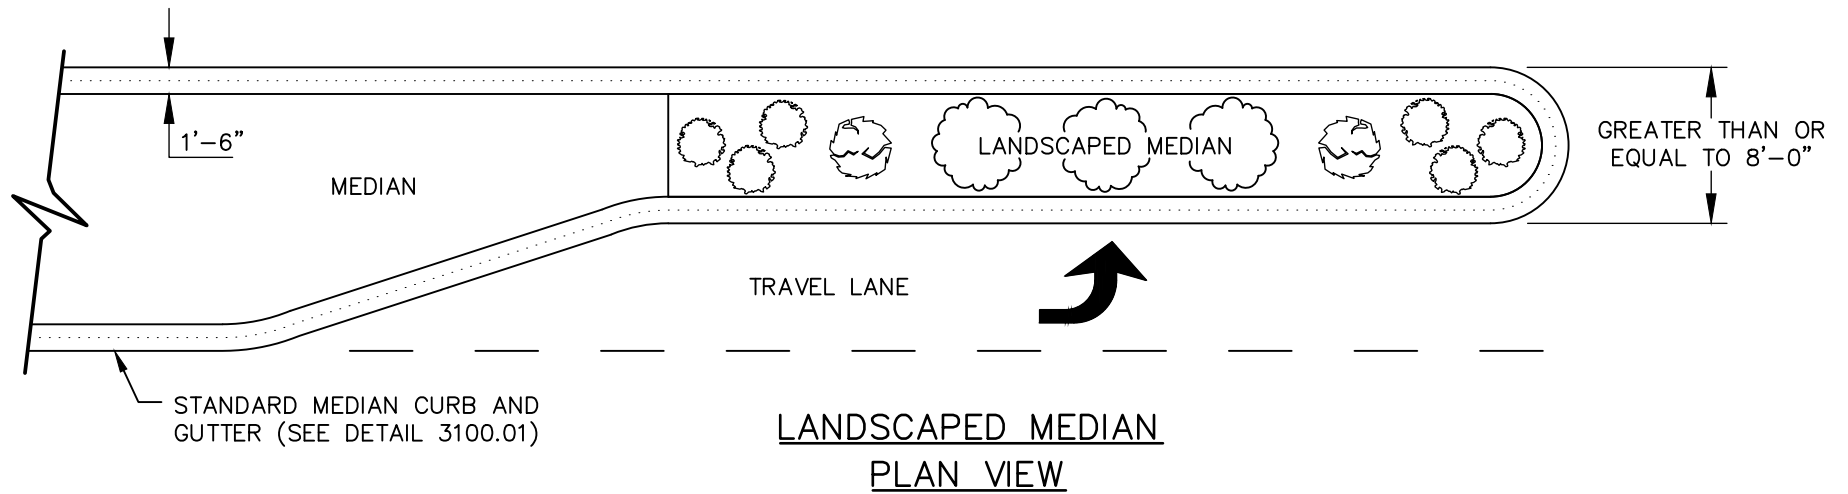 1'-6"
MEDIAN
LANDSCAPED MEDIAN
GREATER THAN OR
EQUAL TO 8'-0"
TRAVEL LANE
STANDARD MEDIAN CURB AND
GUTTER (SEE DETAIL 3100.01)
LANDSCAPED MEDIAN
PLAN VIEW